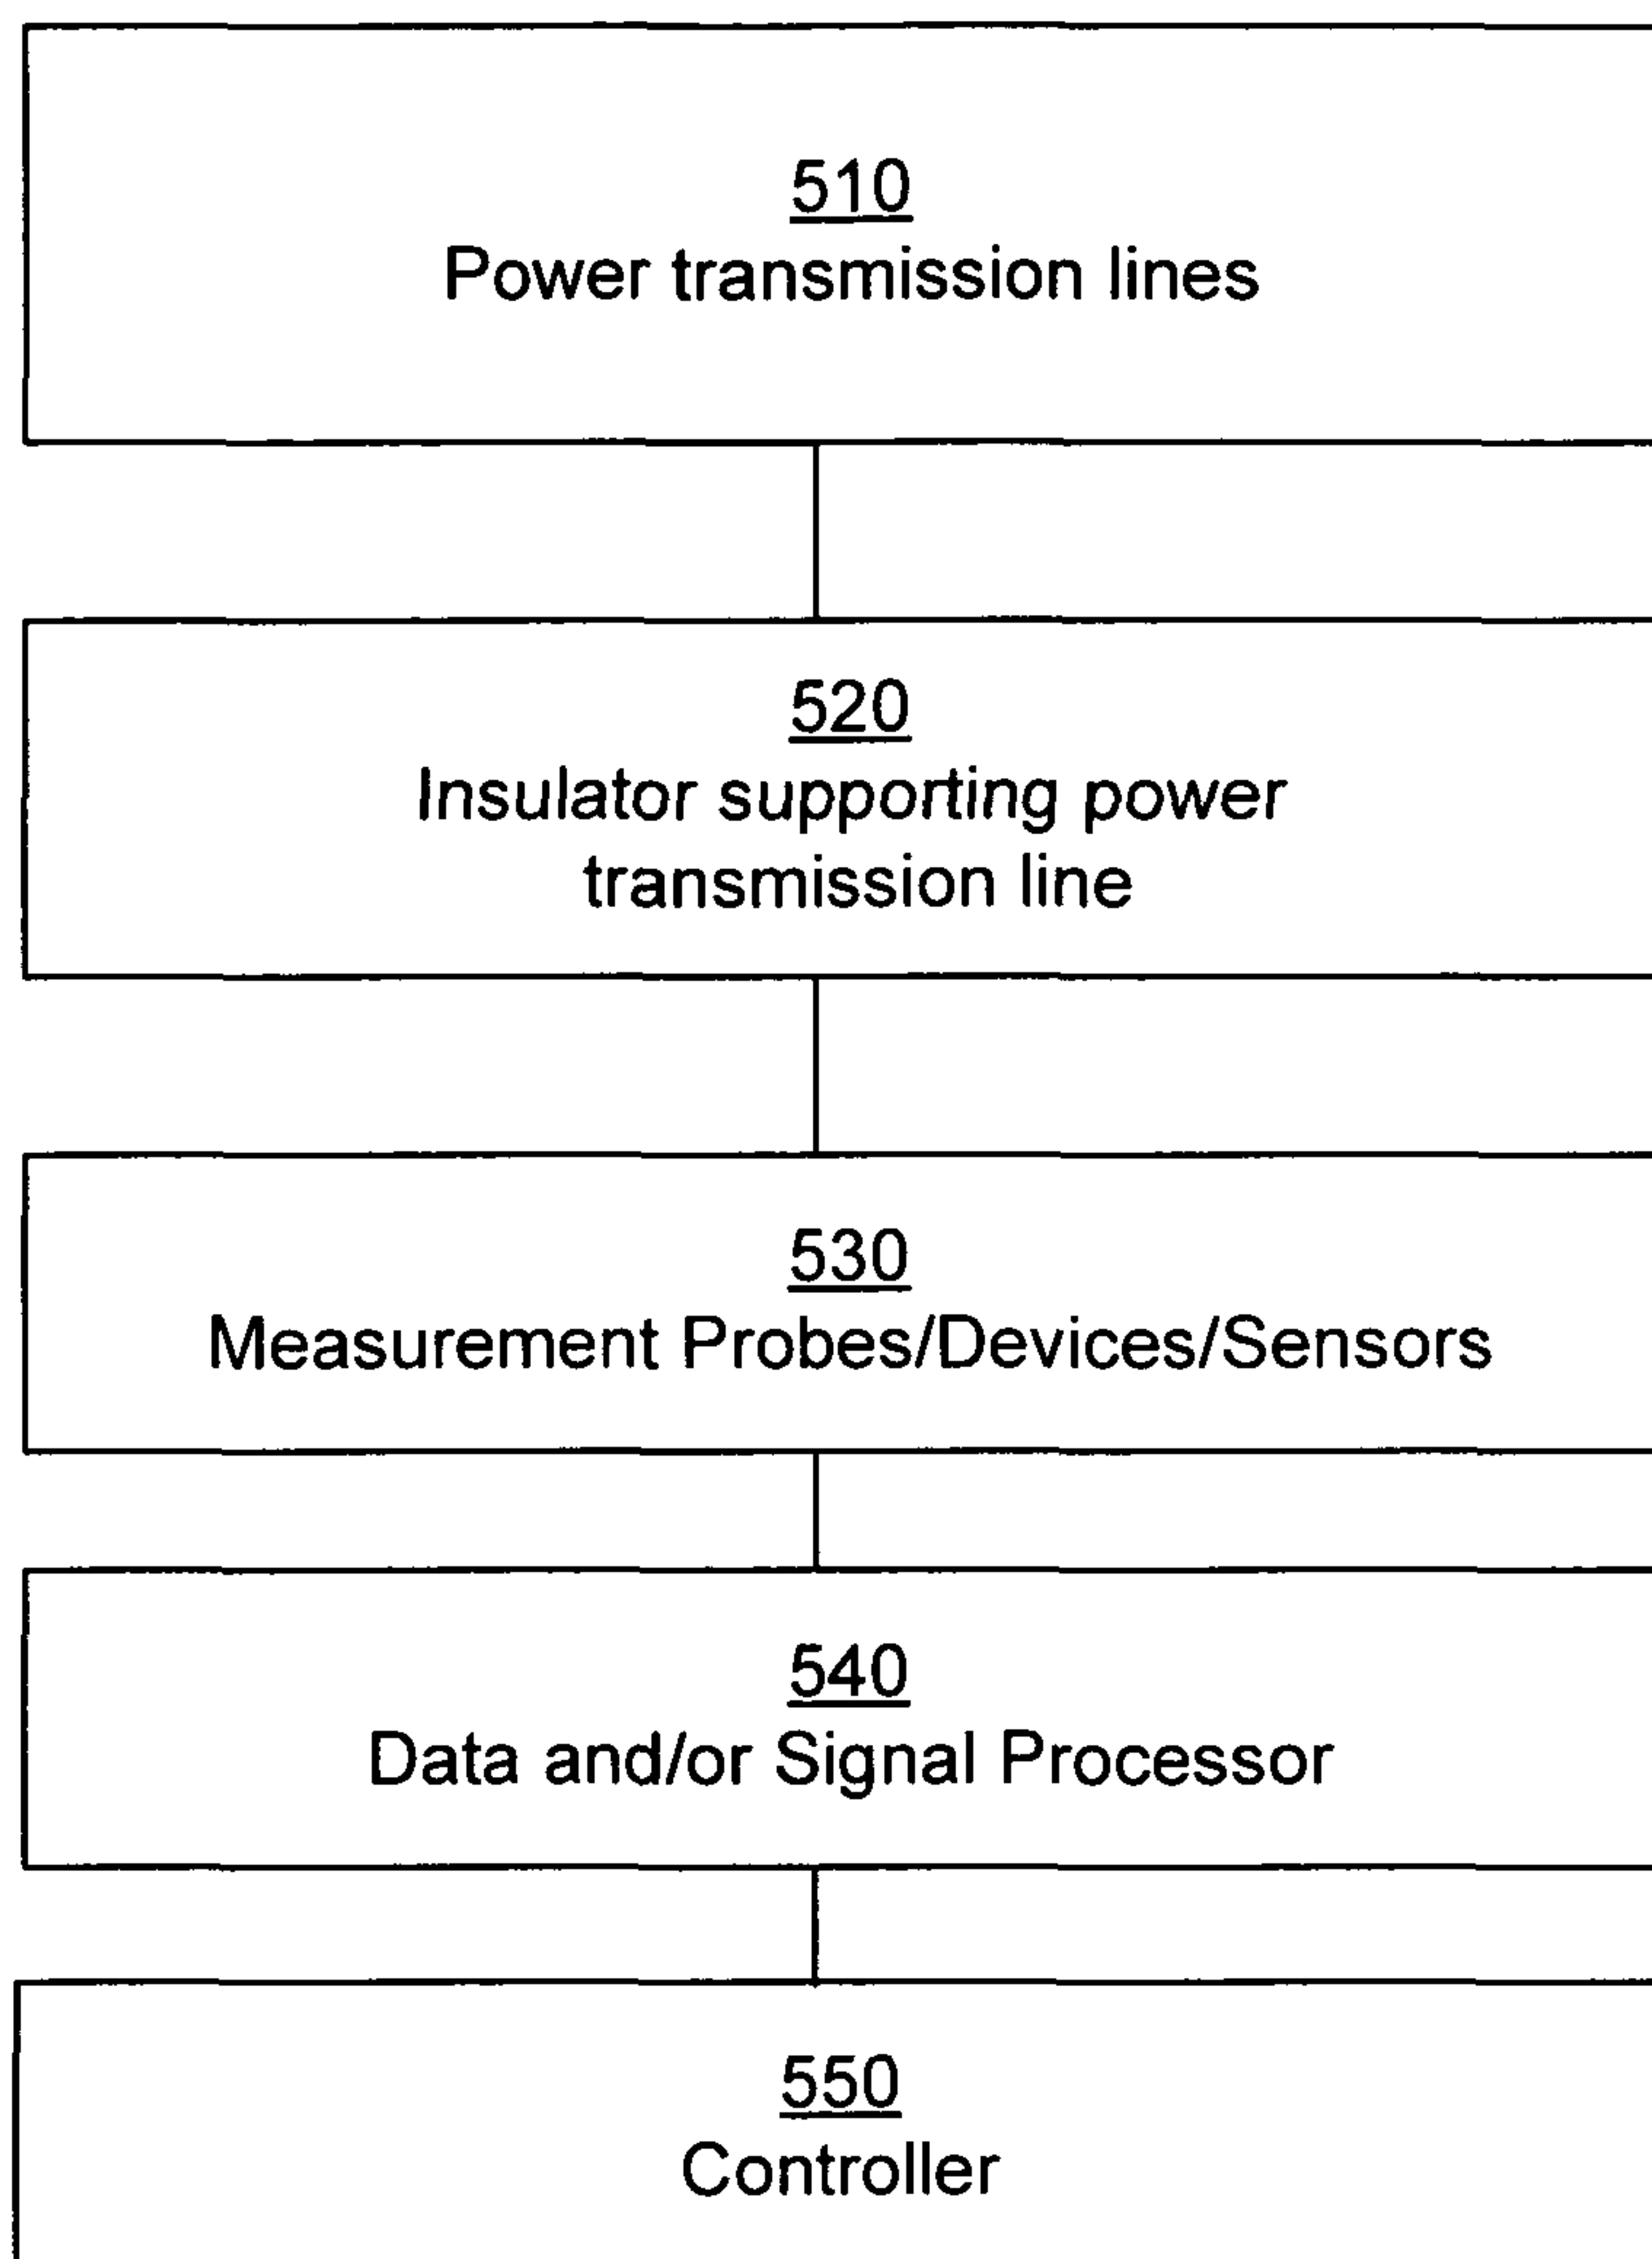 510
Power transmission lines
520
Insulator supporting power
transmission line
530
Measurement Probes/Devices/Sensors
540
Data and/or Signal Processor
550
Controller